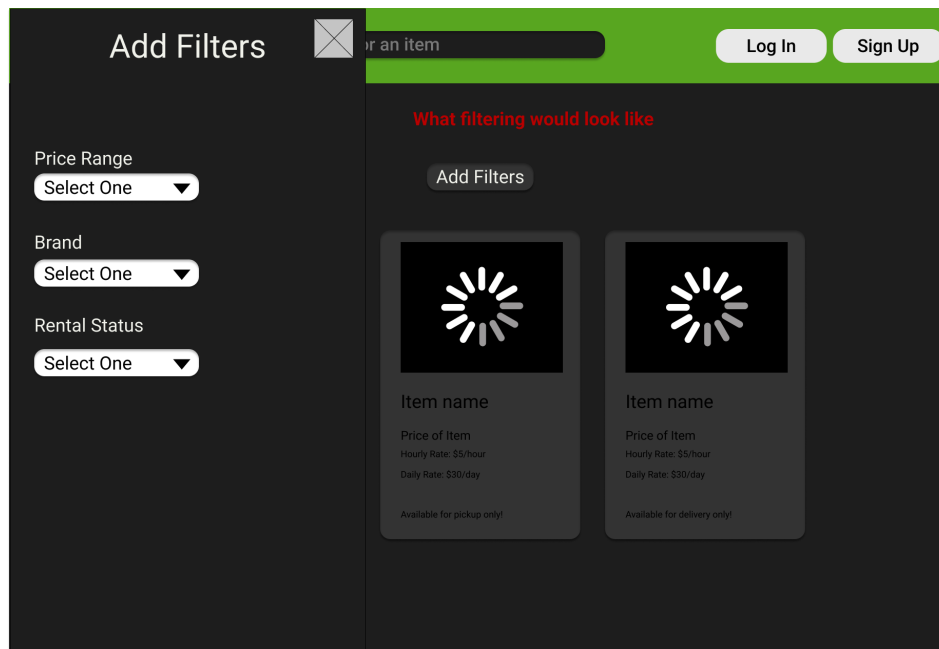 Add Filters
or an item
Log In
Sign Up
What filtering would look like
Add Filters
Price Range
Select One
Brand
Select One
Rental Status
Select One
Item name
Price of Item
Hourly Rate: $5/hour
Daily Rate: $30/day
Available for pickup only!
Item name
Price of Item
Hourly Rate: $5/hour
Daily Rate: $30/day
Available for delivery only!